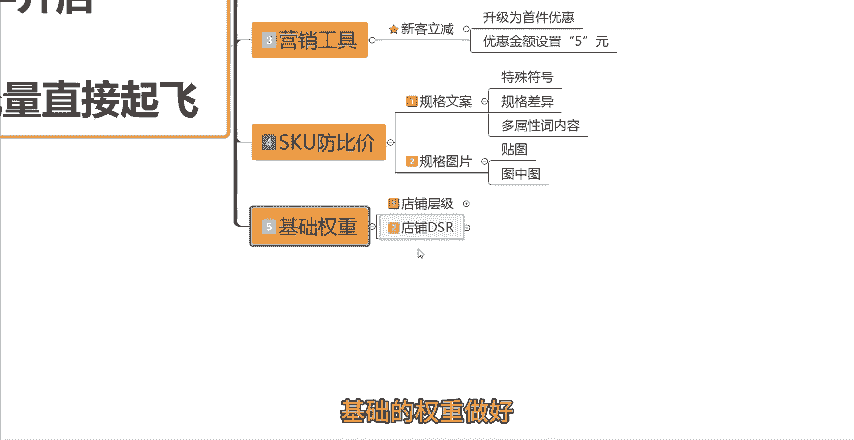 开启
量直接起飞
3 营销工具
新客立减
升级为首件优惠
优惠金额设置“5”元
4 SKU防比价
1 规格文案
特殊符号
规格差异
多属性词内容
2 规格图片
贴图
图中图
5 基础权重
店铺层级
店铺DSR
基础的权重做好